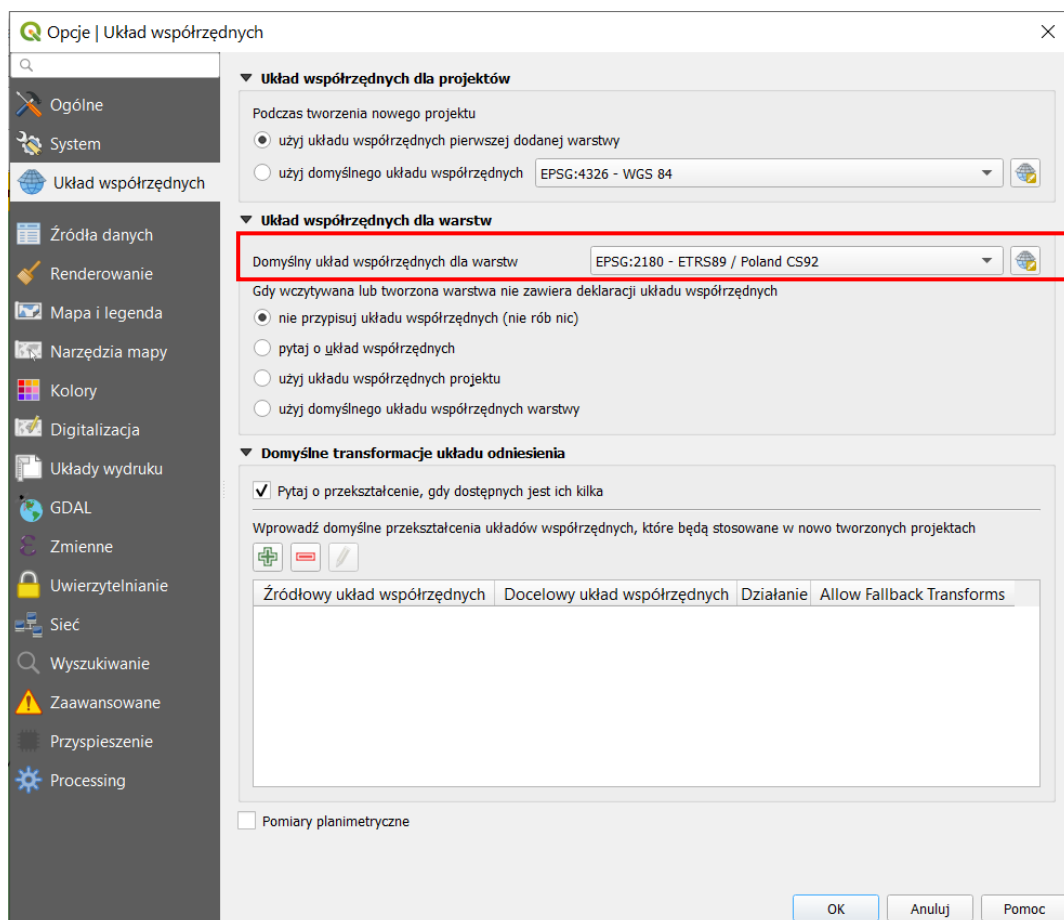 Opcje | Układ współrzędnych
Ogólne
System
Układ współrzędnych
Źródła danych
Renderowanie
Mapa i legenda
Narzędzia mapy
Kolory
Digitalizacja
Układy wydruku
GDAL
Zmienne
Uwierzytelnianie
Sieć
Wyszukiwanie
Zaawansowane
Przyspieszenie
Processing
Układ współrzędnych dla projektów
Podczas tworzenia nowego projektu
użyj układu współrzędnych pierwszej dodanej warstwy
użyj domyślnego układu współrzędnych EPSG:4326 - WGS 84
Układ współrzędnych dla warstw
Domyślny układ współrzędnych dla warstw EPSG:2180 - ETRS89 / Poland CS92
Gdy wczytywana lub tworzona warstwa nie zawiera deklaracji układu współrzędnych
nie przypisuj układu współrzędnych (nie rób nic)
pytaj o układ współrzędnych
użyj układu współrzędnych projektu
użyj domyślnego układu współrzędnych warstwy
Domyślne transformacje układu odniesienia
Pytaj o przekształcenie, gdy dostępnych jest ich kilka
Wprowadź domyślne przekształcenia układów współrzędnych, które będą stosowane w nowo tworzonych projektach
Źródłowy układ współrzędnych Docelowy układ współrzędnych Działanie Allow Fallback Transforms
Pomiary planimetryczne
OK Anuluj Pomoc